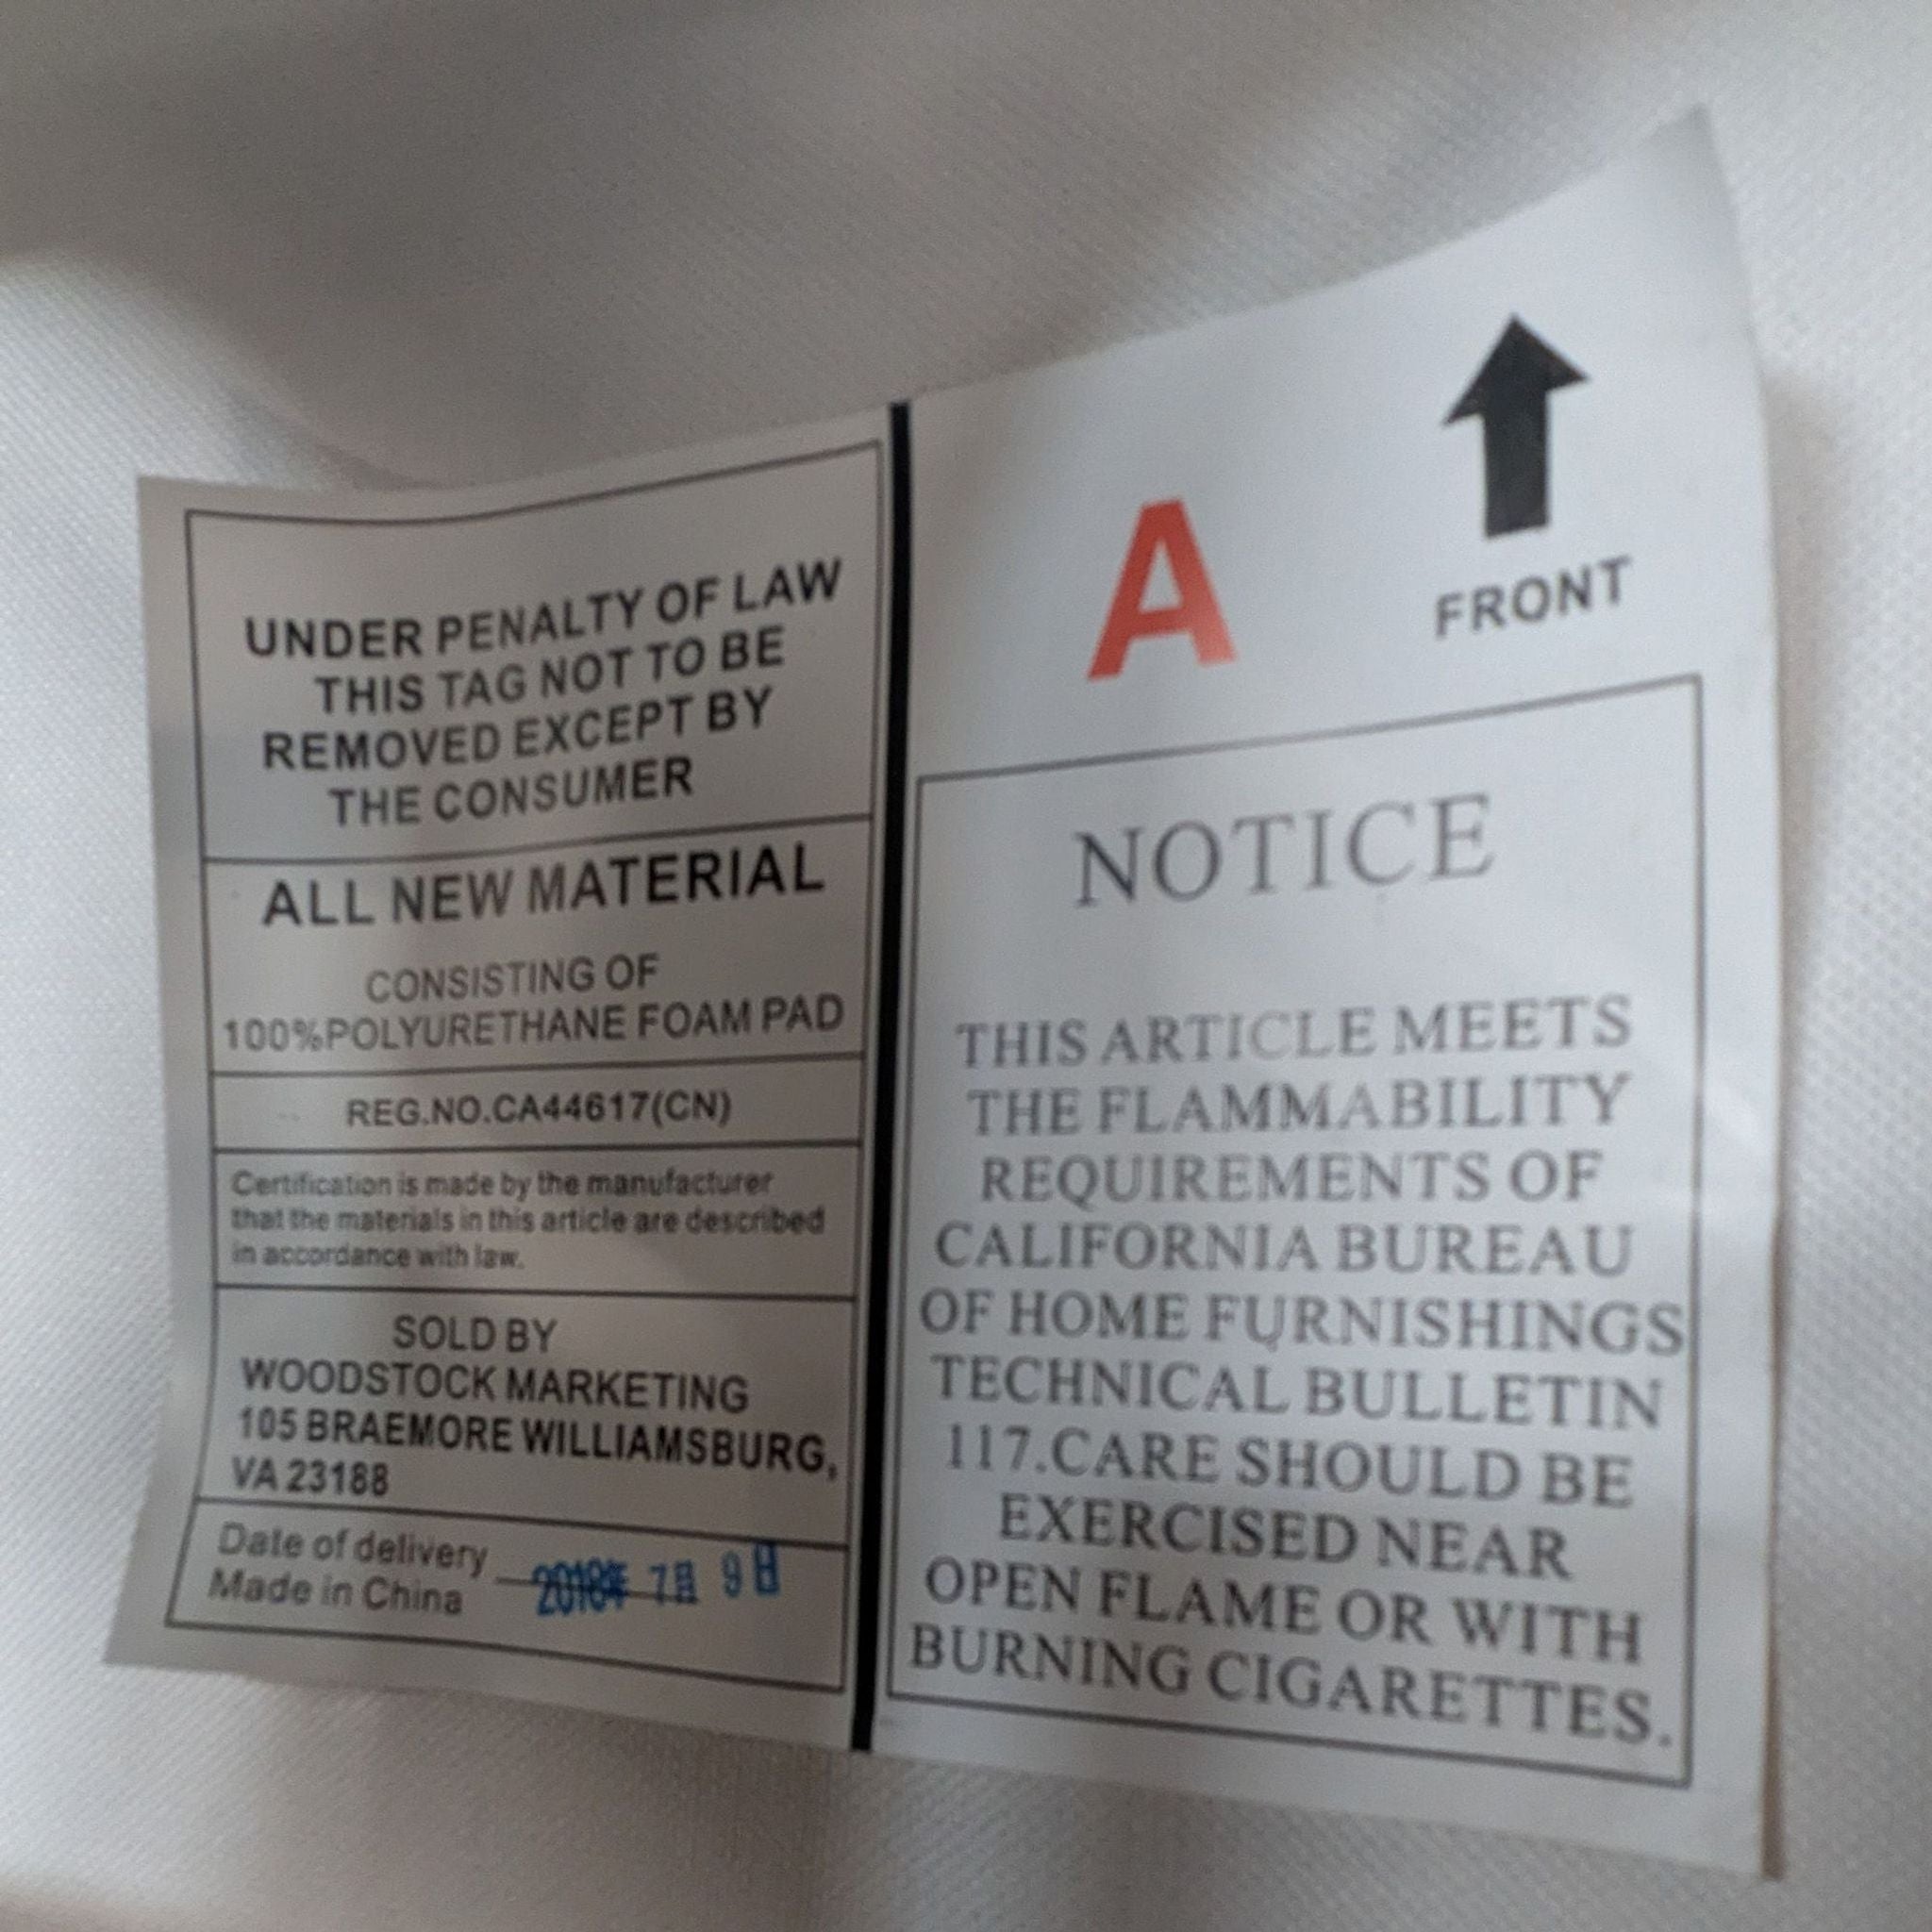 UNDER PENALTY OF LAW
THIS TAG NOT TO BE
REMOVED EXCEPT BY
THE CONSUMER
ALL NEW MATERIAL
CONSISTING OF
100%POLYURETHANE FOAM PAD
REG.NO.CA44617(CN)
Certification is made by the manufacturer
that the materials in this article are described
in accordance with law.
SOLD BY
WOODSTOCK MARKETING
105 BRAEMORE WILLIAMSBURG,
VA 23188
Date of delivery 2018年 7月 9日
Made in China
A
FRONT
NOTICE
THIS ARTICLE MEETS
THE FLAMMABILITY
REQUIREMENTS OF
CALIFORNIA BUREAU
OF HOME FURNISHINGS
TECHNICAL BULLETIN
117.CARE SHOULD BE
EXERCISED NEAR
OPEN FLAME OR WITH
BURNING CIGARETTES.